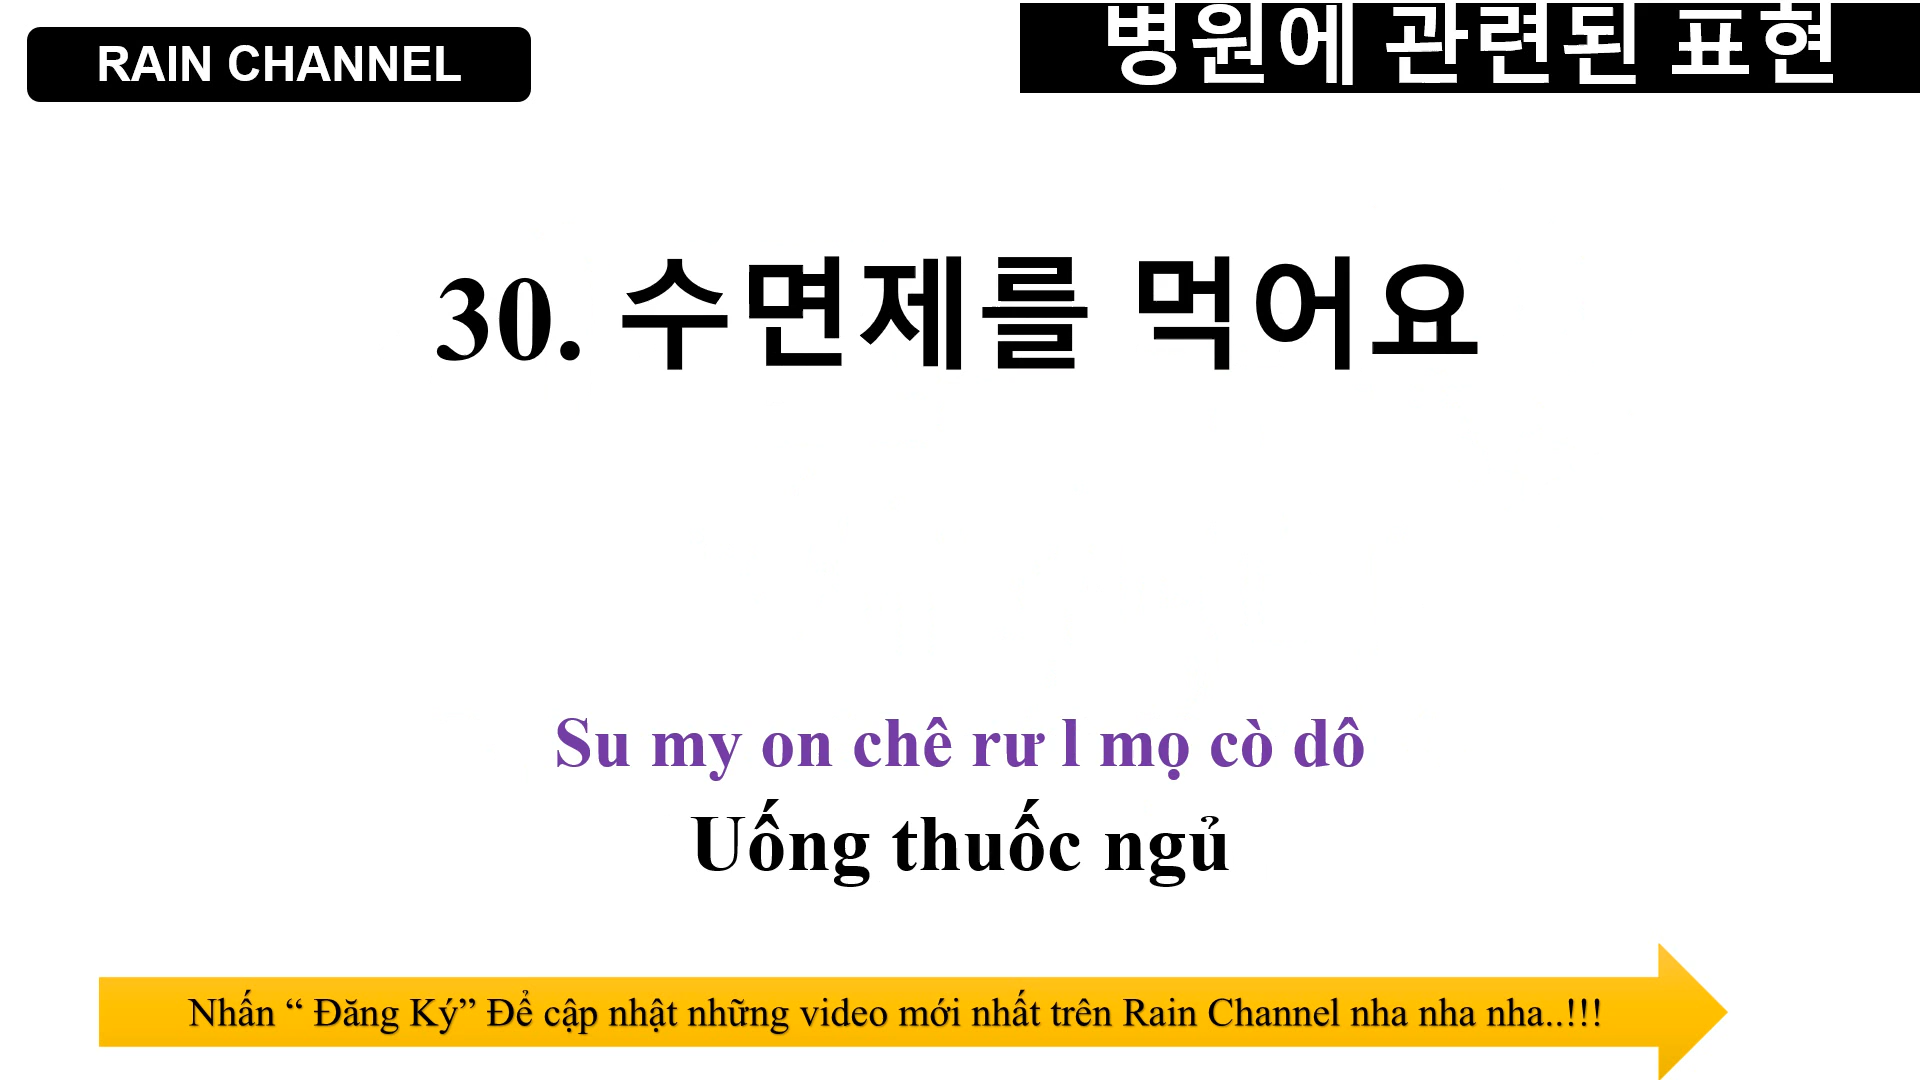 RAIN CHANNEL
병원에 관련된 표현
30. 수면제를 먹어요
Su my on chê rư l mọ cò dô
Uống thuốc ngủ
Nhấn “ Đăng Ký” Để cập nhật những video mới nhất trên Rain Channel nha nha nha..!!!